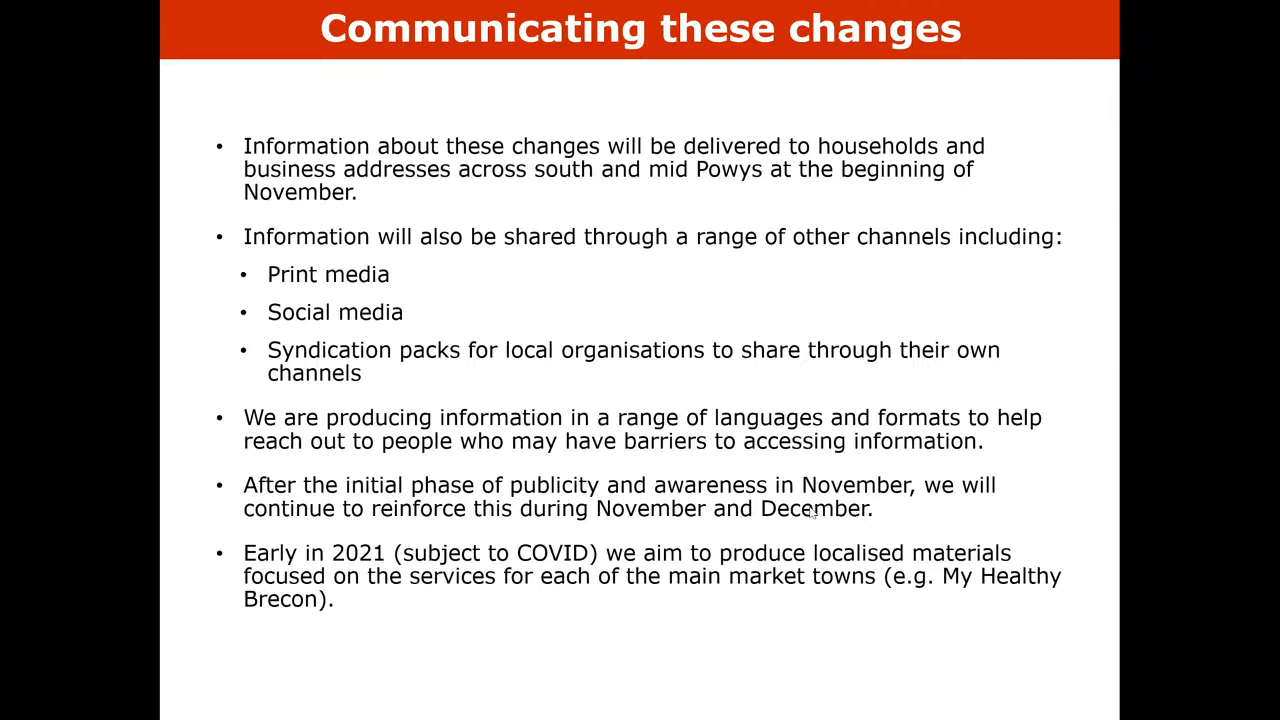 Communicating these changes
• Information about these changes will be delivered to households and
business addresses across south and mid Powys at the beginning of
November.
• Information will also be shared through a range of other channels including:
• Print media
• Social media
• Syndication packs for local organisations to share through their own
channels
• We are producing information in a range of languages and formats to help
reach out to people who may have barriers to accessing information.
• After the initial phase of publicity and awareness in November, we will
continue to reinforce this during November and December.
• Early in 2021 (subject to COVID) we aim to produce localised materials
focused on the services for each of the main market towns (e.g. My Healthy
Brecon).